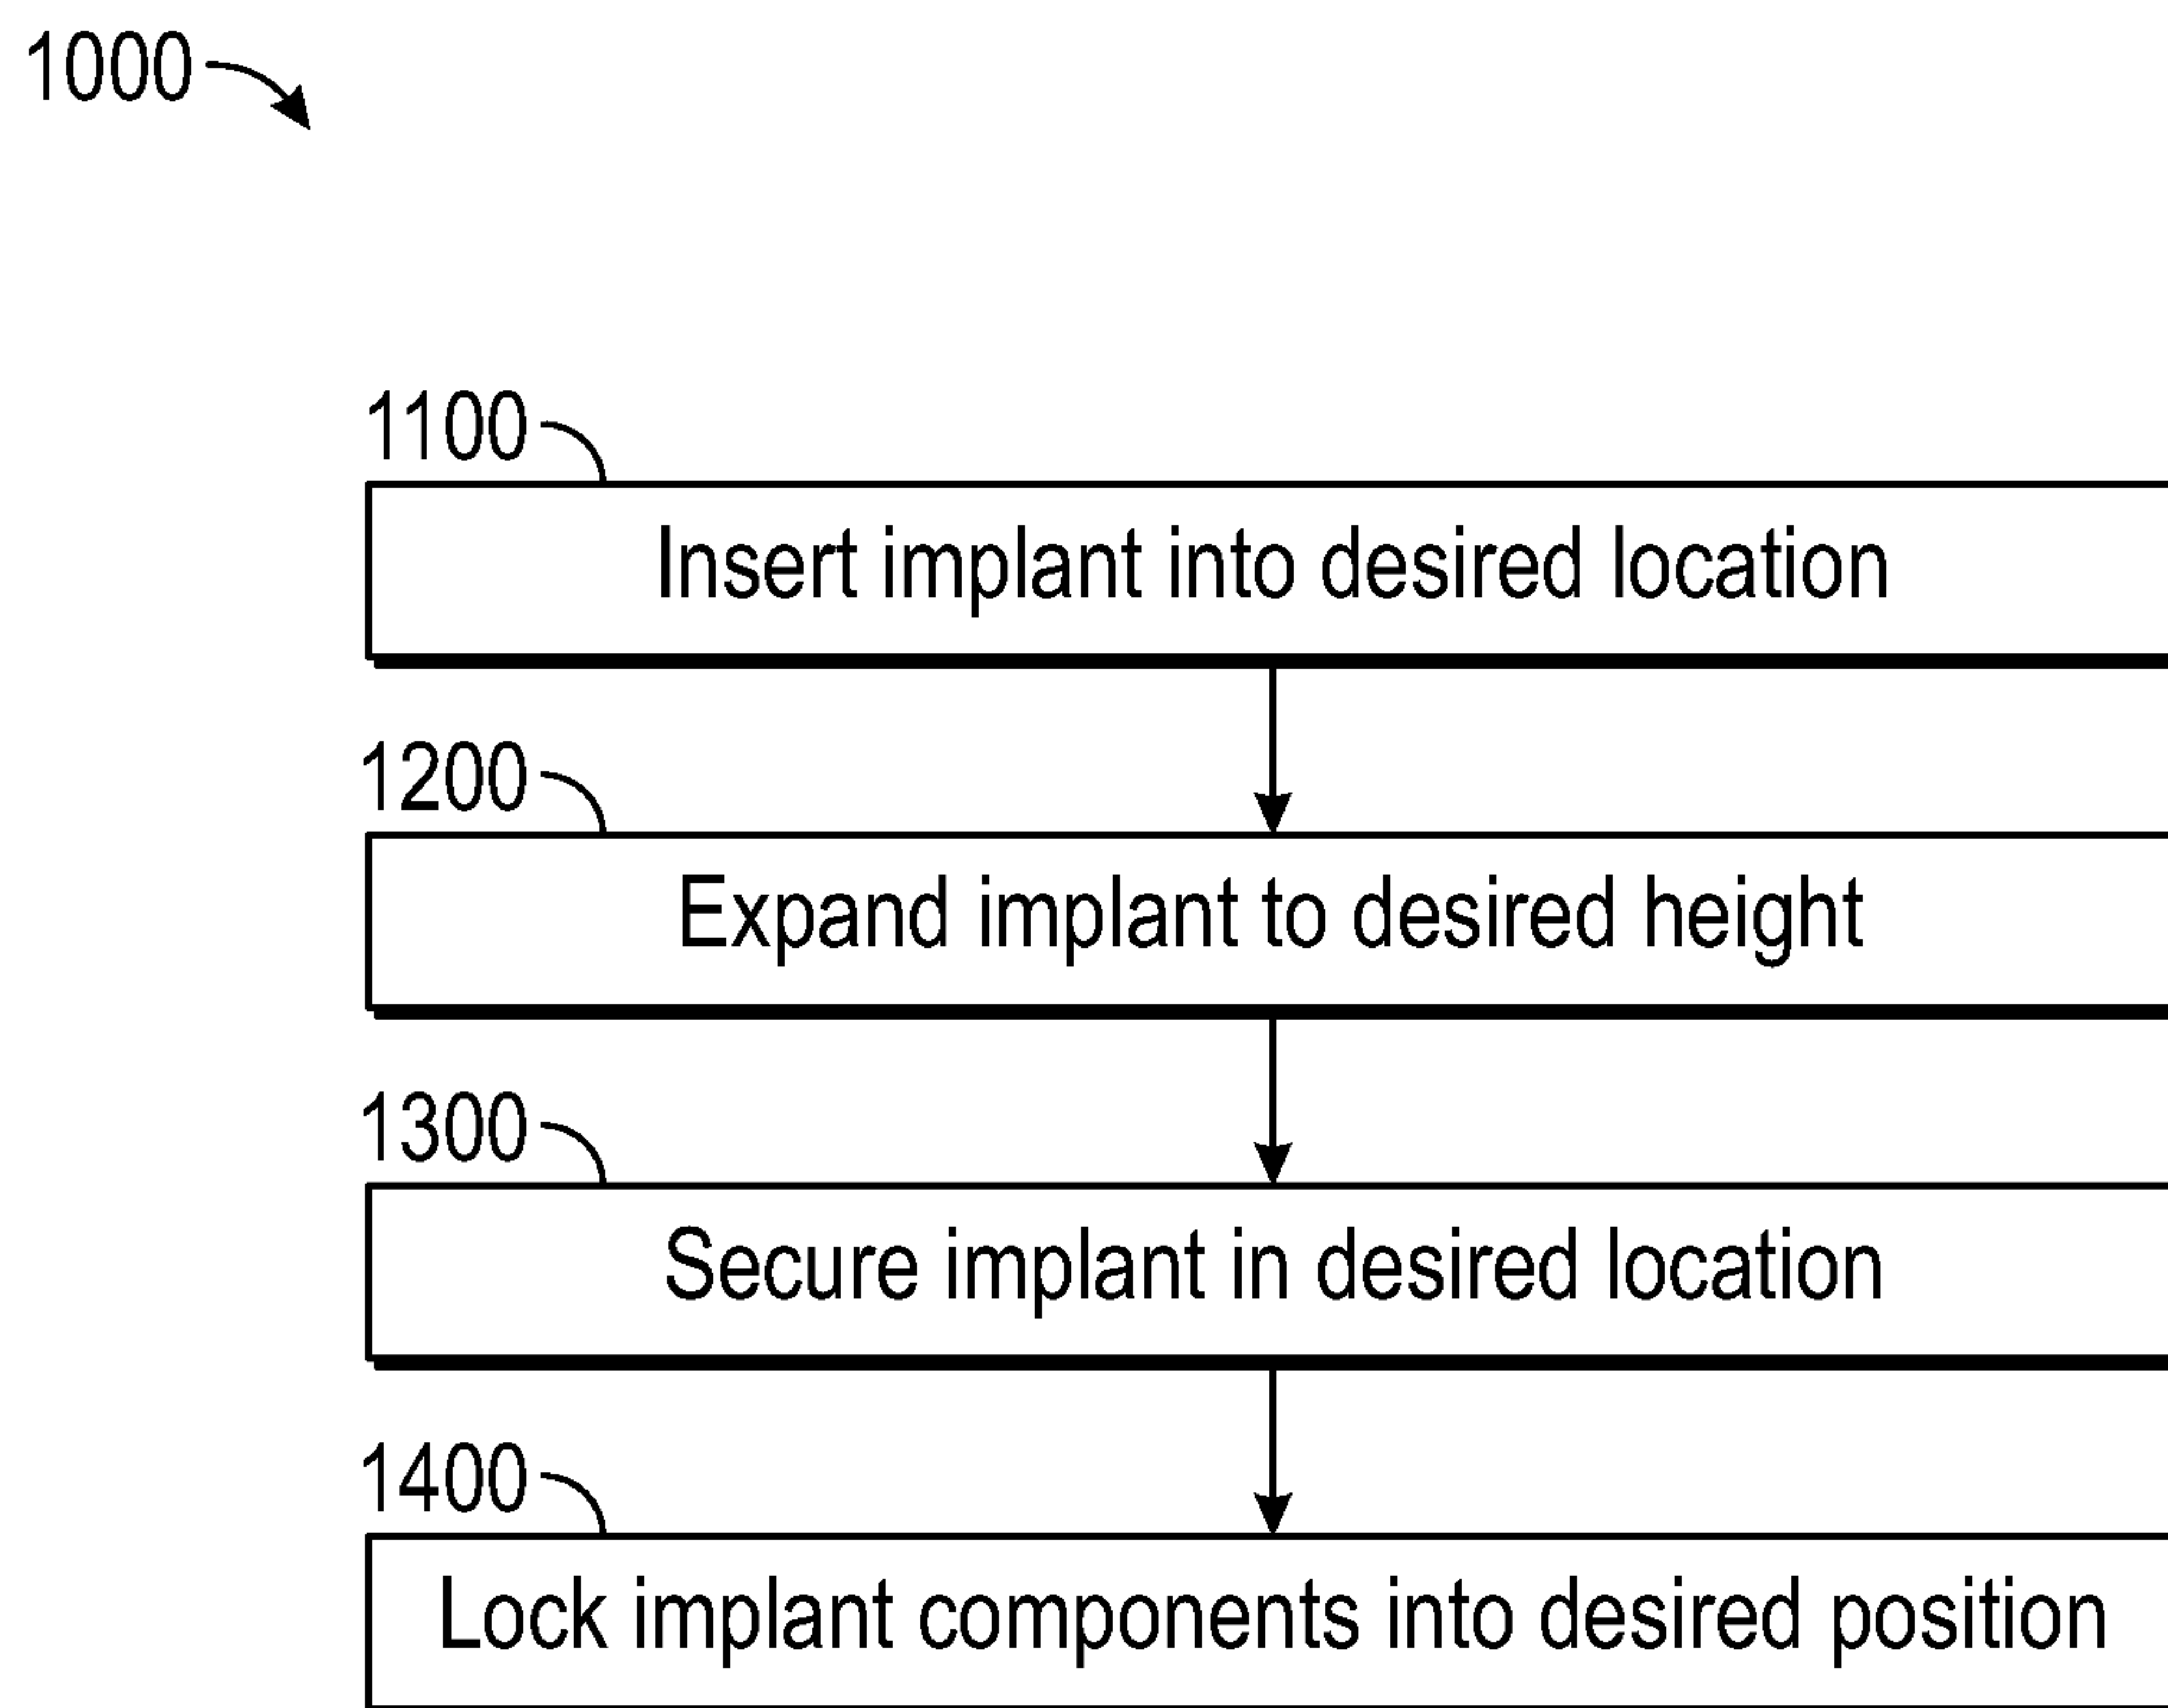 1000
1100
Insert implant into desired location
1200
Expand implant to desired height
1300
Secure implant in desired location
1400
Lock implant components into desired position